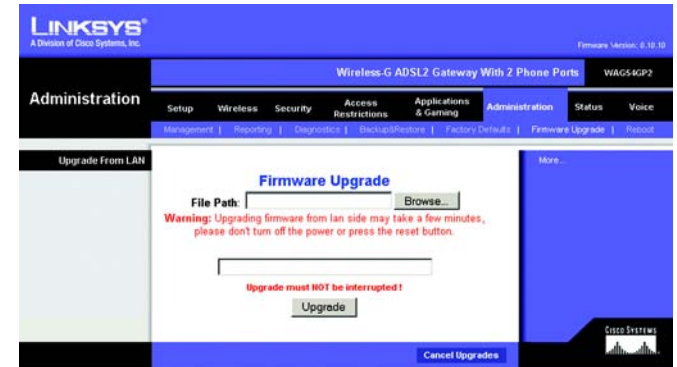 LINKSYS®
A Division of Cisco Systems, Inc.
Firmware Version: 0.10.10
Wireless-G ADSL2 Gateway With 2 Phone Ports WAG54GP2
Administration
Setup Wireless Security Access Restrictions Applications & Gaming Administration Status Voice
Management | Reporting | Diagnostics | Backup&Restore | Factory Defaults | Firmware Upgrade | Reboot
Upgrade From LAN
More...
Firmware Upgrade
File Path: Browse...
Warning: Upgrading firmware from lan side may take a few minutes,
please don't turn off the power or press the reset button.
Upgrade must NOT be interrupted !
Upgrade
Cancel Upgrades
CISCO SYSTEMS